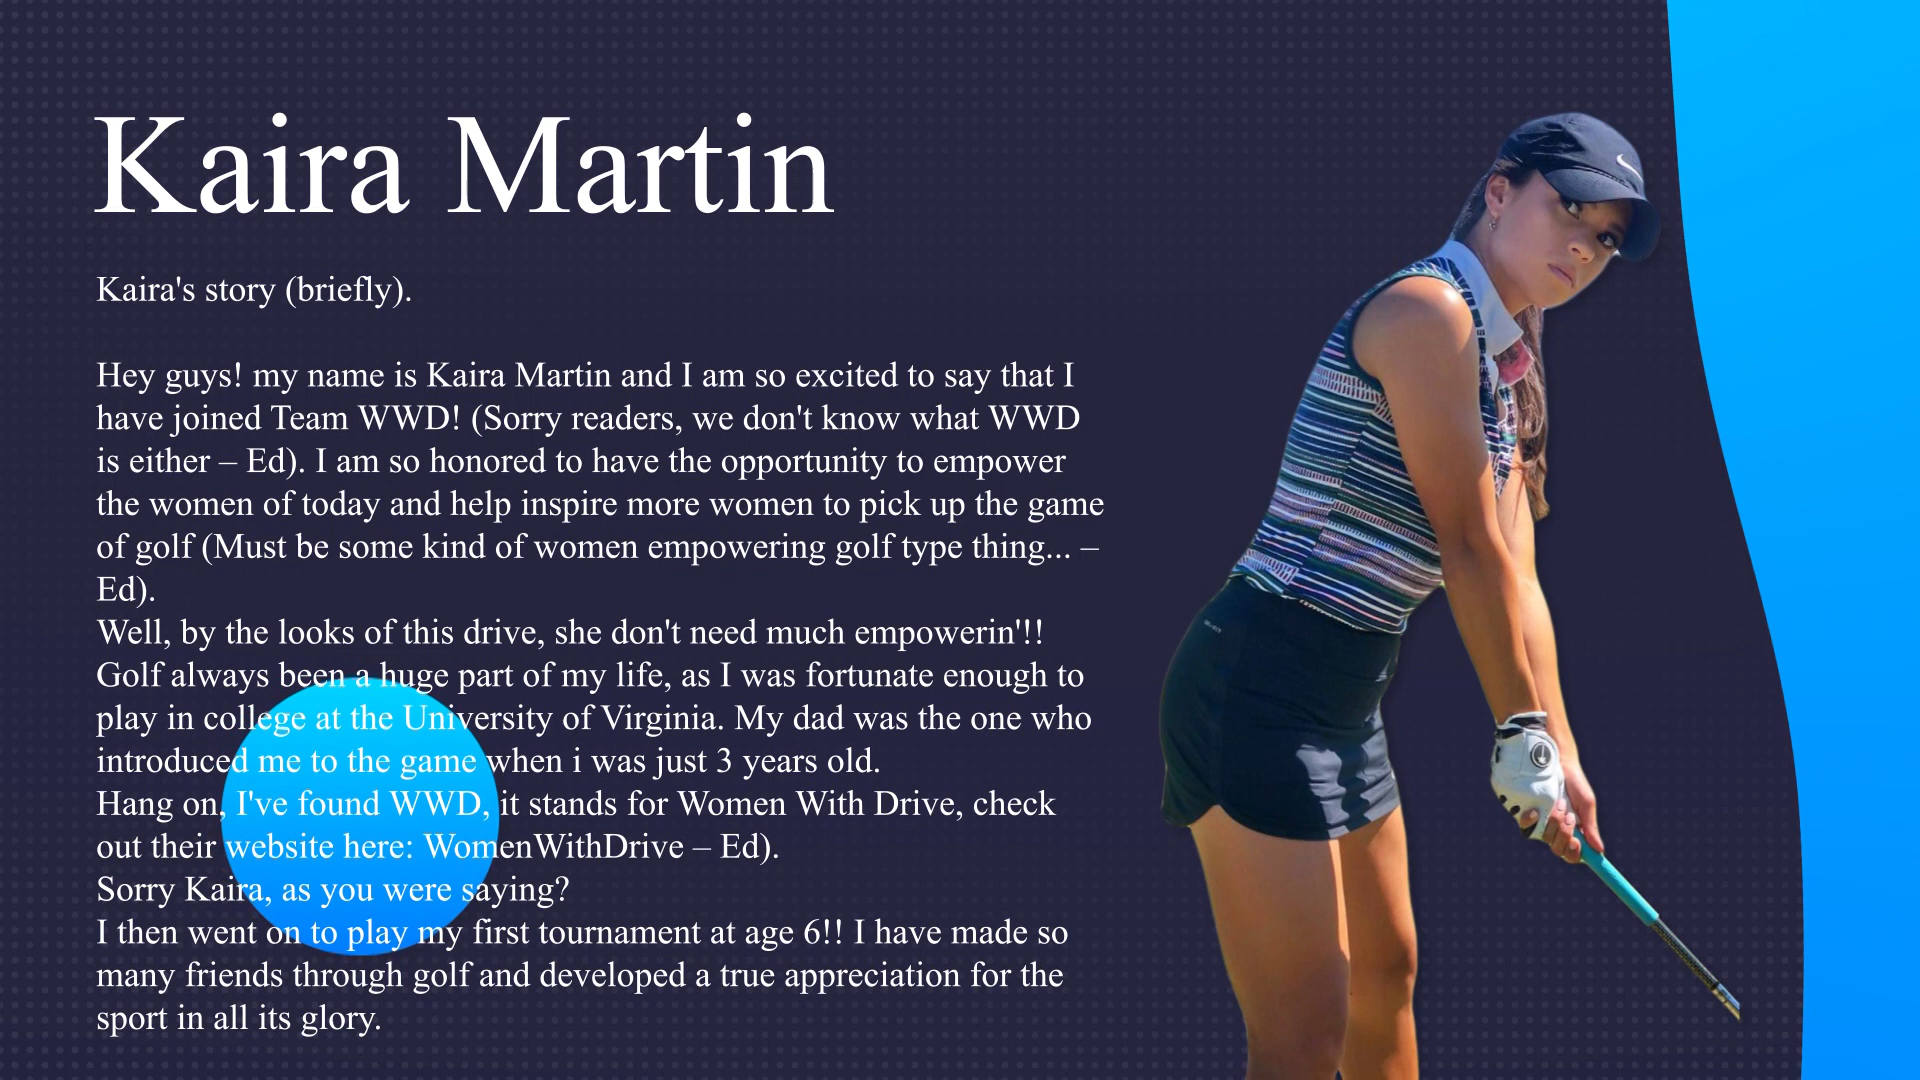 Kaira Martin
Kaira's story (briefly).
Hey guys! my name is Kaira Martin and I am so excited to say that I
have joined Team WWD! (Sorry readers, we don't know what WWD
is either – Ed). I am so honored to have the opportunity to empower
the women of today and help inspire more women to pick up the game
of golf (Must be some kind of women empowering golf type thing... –
Ed).
Well, by the looks of this drive, she don't need much empowerin'!!
Golf always been a huge part of my life, as I was fortunate enough to
play in college at the University of Virginia. My dad was the one who
introduced me to the game when i was just 3 years old.
Hang on, I've found WWD, it stands for Women With Drive, check
out their website here: WomenWithDrive – Ed).
Sorry Kaira, as you were saying?
I then went on to play my first tournament at age 6!! I have made so
many friends through golf and developed a true appreciation for the
sport in all its glory.